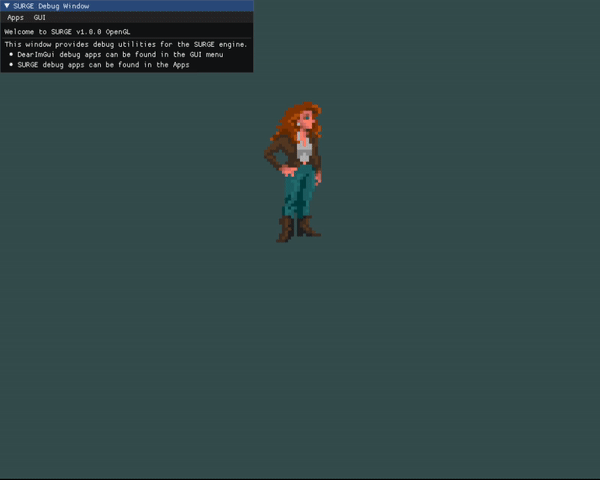 SURGE Debug Window
Apps GUI
Welcome to SURGE v1.0.0 OpenGL
This window provides debug utilities for the SURGE engine.
DearImGui debug apps can be found in the GUI menu
SURGE debug apps can be found in the Apps